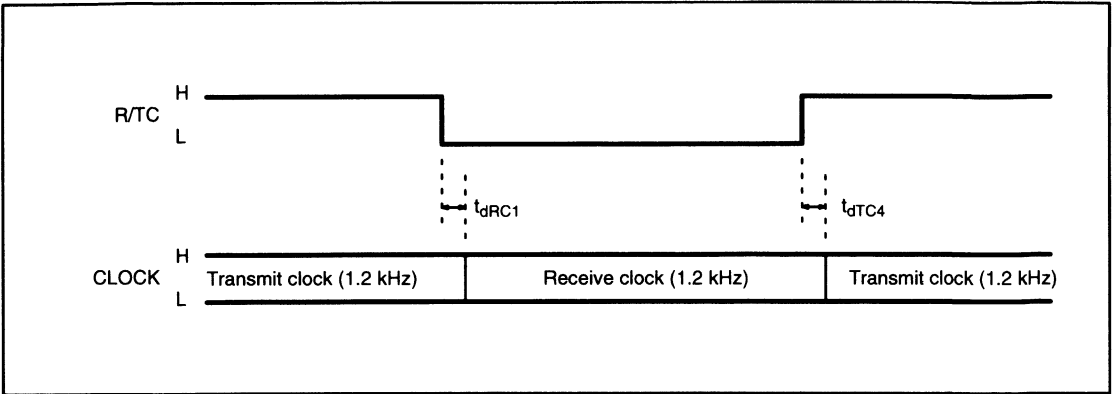 H
R/TC
L
tdRC1
tdTC4
H
CLOCK
Transmit clock (1.2 kHz)
Receive clock (1.2 kHz)
Transmit clock (1.2 kHz)
L